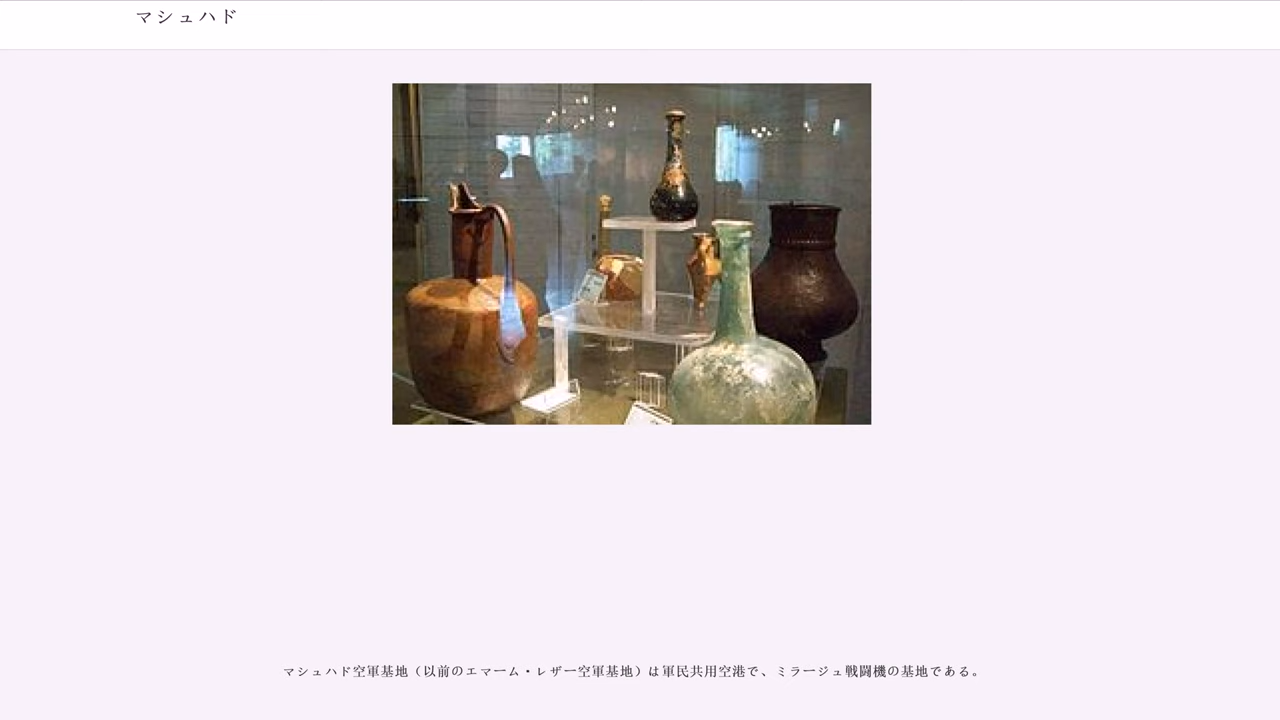 マシュハド
マシュハド空軍基地（以前のエマーム・レザー空軍基地）は軍民共用空港で、ミラージュ戦闘機の基地である。